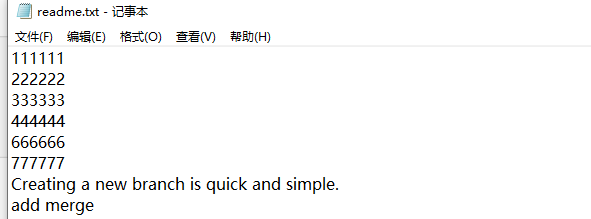 readme.txt - 记事本
文件(F) 编辑(E) 格式(O) 查看(V) 帮助(H)
111111
222222
333333
444444
666666
777777
Creating a new branch is quick and simple.
add merge